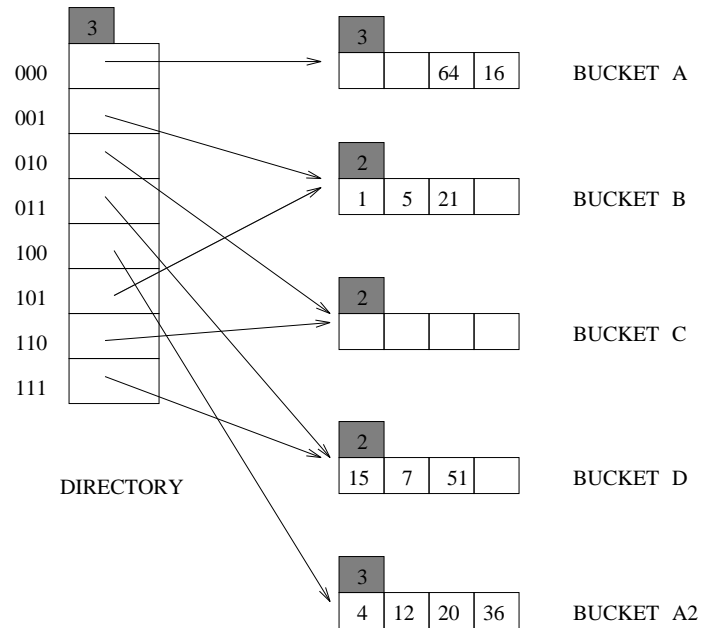 3
000
001
010
011
100
101
110
111
DIRECTORY
3
64 16
BUCKET A
2
1 5 21
BUCKET B
2
BUCKET C
2
15 7 51
BUCKET D
3
4 12 20 36
BUCKET A2